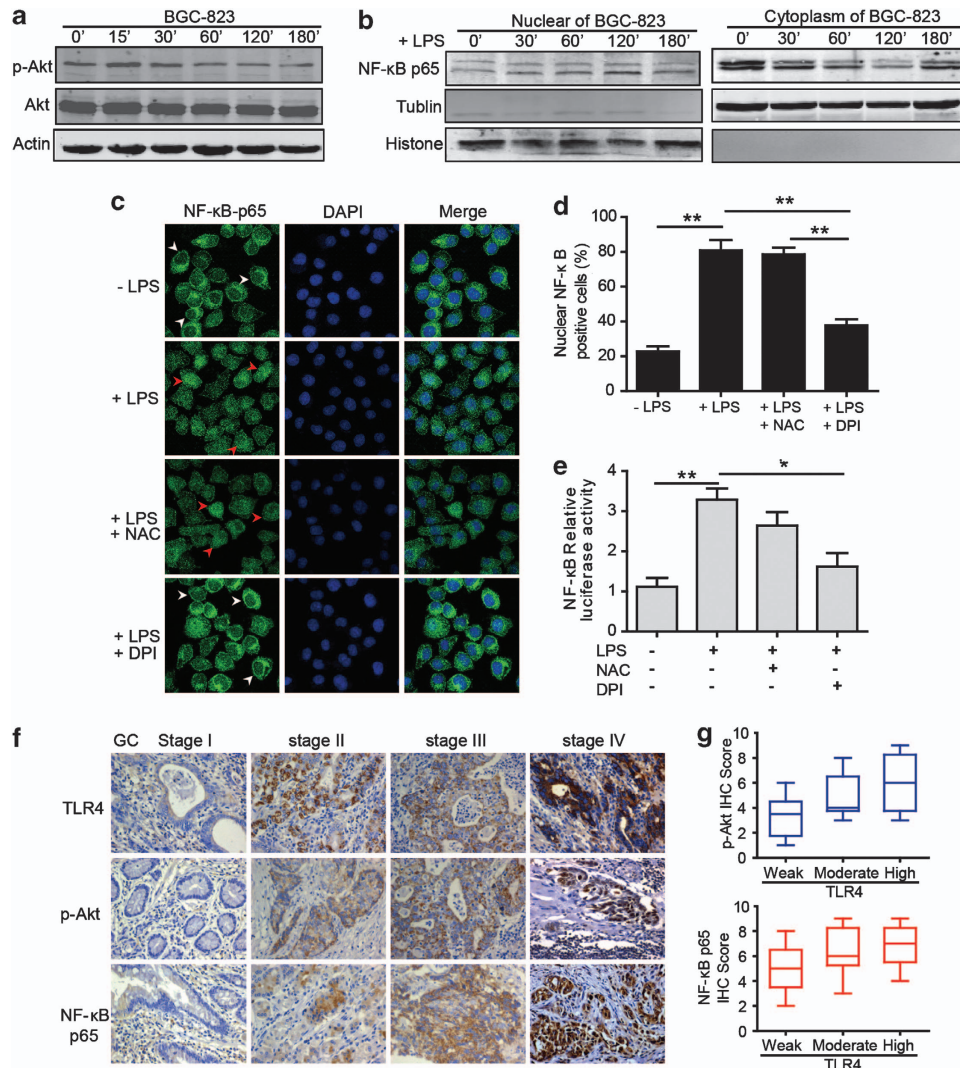 a
BGC-823
0' 15' 30' 60' 120' 180'
p-Akt
Akt
Actin
b
Nuclear of BGC-823
Cytoplasm of BGC-823
+ LPS
0' 30' 60' 120' 180'
0' 30' 60' 120' 180'
NF-κB p65
Tublin
Histone
c
NF-κB-p65 DAPI Merge
- LPS
+ LPS
+ LPS
+ NAC
+ LPS
+ DPI
d
Nuclear NF-κ B
positive cells (%)
100
80
60
40
20
0
**
**
**
- LPS
+ LPS
+ LPS
+ NAC
+ LPS
+ DPI
e
NF-κB Relative
luciferase activity
4
3
2
1
0
**
*
LPS - + + +
NAC - - + -
DPI - - - +
f
GC Stage I stage II stage III stage IV
TLR4
p-Akt
NF-κB
p65
g
p-Akt IHC Score
10
8
6
4
2
0
Weak Moderate High
TLR4
NF-κB p65
IHC Score
10
8
6
4
2
0
Weak Moderate High
TLR4